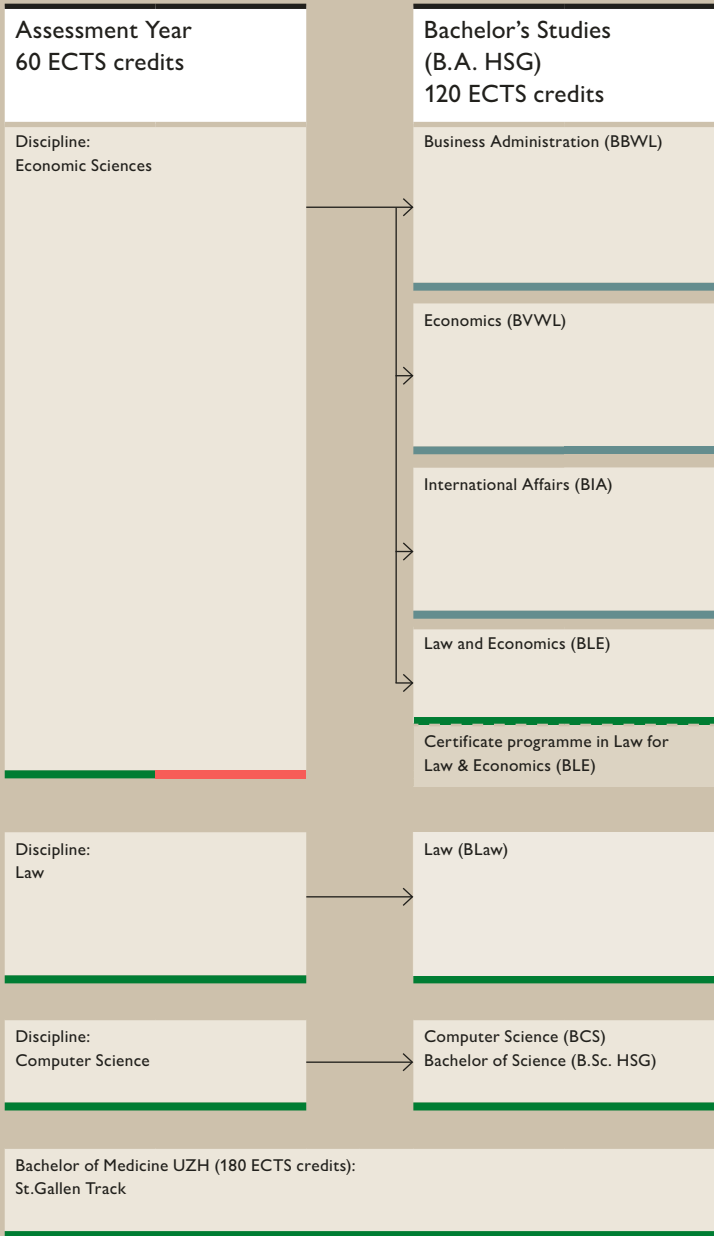 Assessment Year
60 ECTS credits
Bachelor’s Studies
(B.A. HSG)
120 ECTS credits
Discipline:
Economic Sciences
Business Administration (BBWL)
Economics (BVWL)
International Affairs (BIA)
Law and Economics (BLE)
Certificate programme in Law for
Law & Economics (BLE)
Discipline:
Law
Law (BLaw)
Discipline:
Computer Science
Computer Science (BCS)
Bachelor of Science (B.Sc. HSG)
Bachelor of Medicine UZH (180 ECTS credits):
St.Gallen Track